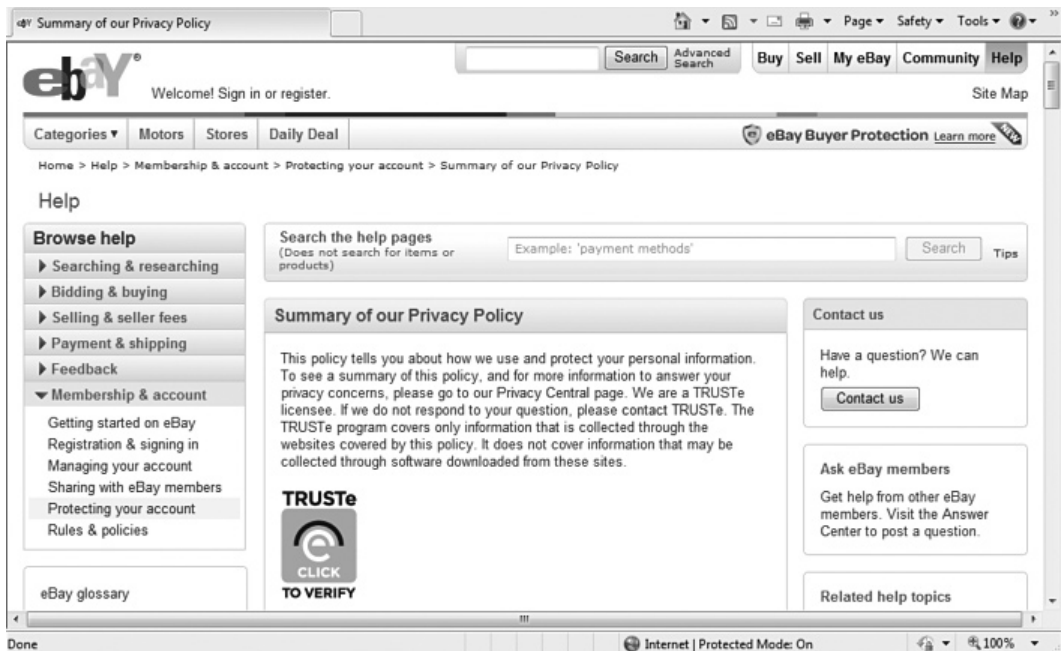 Summary of our Privacy Policy
Page Safety Tools
ebaY®
Search Advanced Search
Buy Sell My eBay Community Help
Welcome! Sign in or register.
Site Map
Categories Motors Stores Daily Deal
eBay Buyer Protection Learn more NEW
Home > Help > Membership & account > Protecting your account > Summary of our Privacy Policy
Help
Browse help
Searching & researching
Bidding & buying
Selling & seller fees
Payment & shipping
Feedback
Membership & account
Getting started on eBay
Registration & signing in
Managing your account
Sharing with eBay members
Protecting your account
Rules & policies
eBay glossary
Search the help pages
(Does not search for items or
products)
Example: 'payment methods'
Search
Tips
Summary of our Privacy Policy
This policy tells you about how we use and protect your personal information.
To see a summary of this policy, and for more information to answer your
privacy concerns, please go to our Privacy Central page. We are a TRUSTe
licensee. If we do not respond to your question, please contact TRUSTe. The
TRUSTe program covers only information that is collected through the
websites covered by this policy. It does not cover information that may be
collected through software downloaded from these sites.
TRUSTe
e
CLICK
TO VERIFY
Contact us
Have a question? We can
help.
Contact us
Ask eBay members
Get help from other eBay
members. Visit the Answer
Center to post a question.
Related help topics
Done
Internet | Protected Mode: On
100%